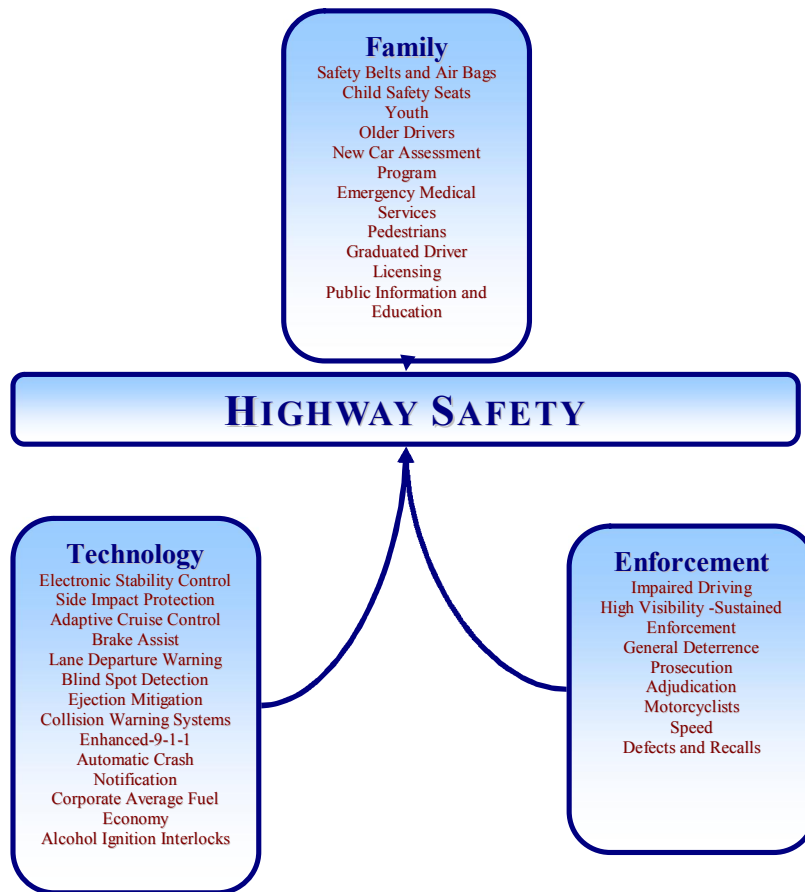 Family
Safety Belts and Air Bags
Child Safety Seats
Youth
Older Drivers
New Car Assessment
Program
Emergency Medical
Services
Pedestrians
Graduated Driver
Licensing
Public Information and
Education
HIGHWAY SAFETY
Technology
Electronic Stability Control
Side Impact Protection
Adaptive Cruise Control
Brake Assist
Lane Departure Warning
Blind Spot Detection
Ejection Mitigation
Collision Warning Systems
Enhanced-9-1-1
Automatic Crash
Notification
Corporate Average Fuel
Economy
Alcohol Ignition Interlocks
Enforcement
Impaired Driving
High Visibility -Sustained
Enforcement
General Deterrence
Prosecution
Adjudication
Motorcyclists
Speed
Defects and Recalls